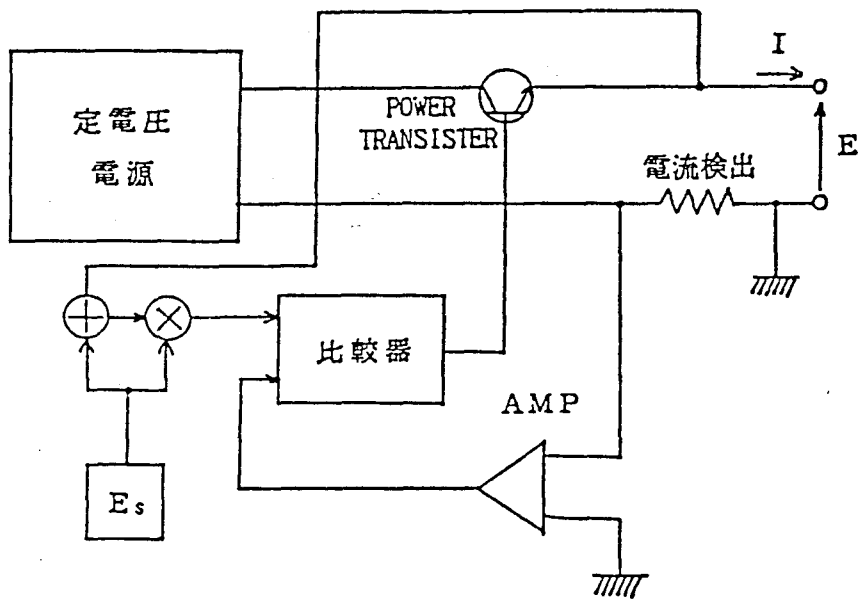 I
定電圧
電源
POWER
TRANSISTER
E
電流検出
比較器
AMP
Es